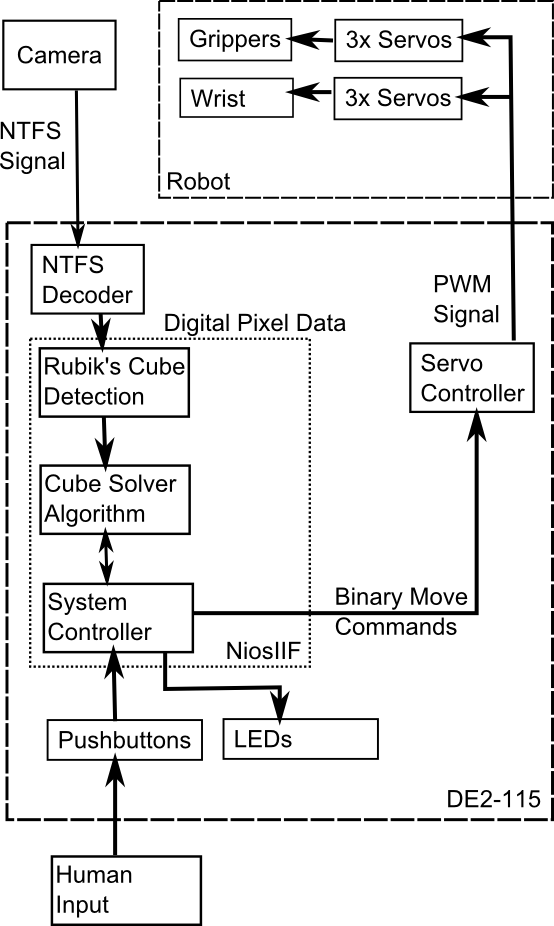 Grippers
3x Servos
Camera
Wrist
3x Servos
NTFS
Signal
Robot
NTFS
Decoder
PWM
Signal
Digital Pixel Data
Rubik's Cube
Detection
Servo
Controller
Cube Solver
Algorithm
System
Controller
Binary Move
Commands
NiosIIF
Pushbuttons
LEDs
DE2-115
Human
Input